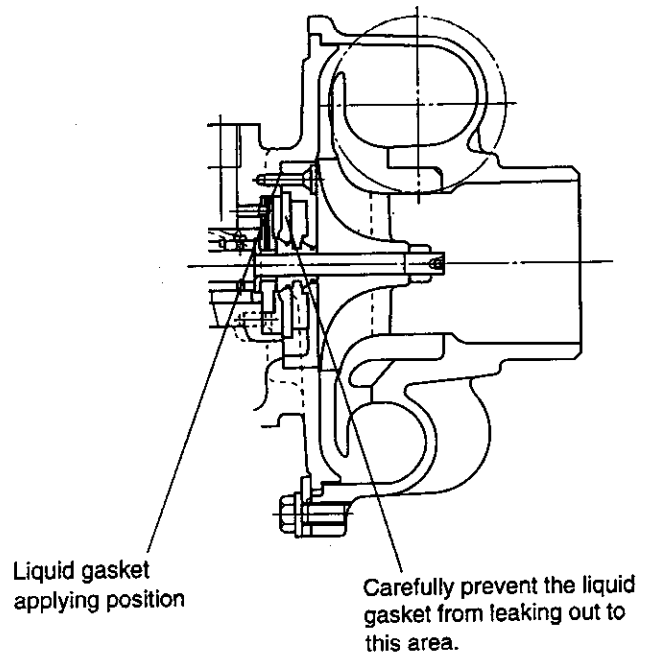 Liquid gasket
applying position
Carefully prevent the liquid
gasket from leaking out to
this area.